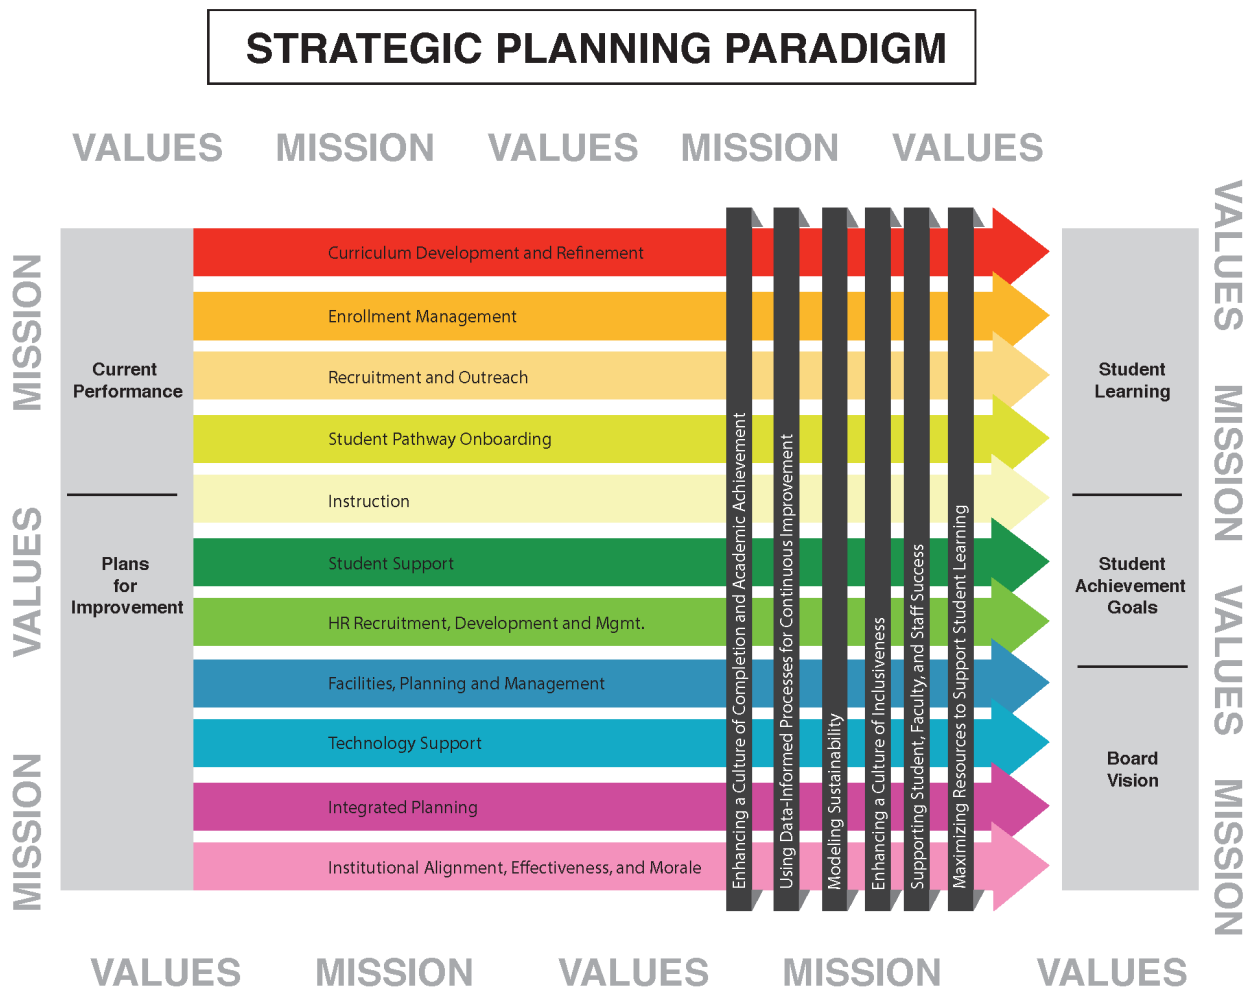 STRATEGIC PLANNING PARADIGM
VALUES MISSION VALUES MISSION VALUES
MISSION
VALUES
MISSION
Current
Performance
Plans
for
Improvement
Curriculum Development and Refinement
Enrollment Management
Recruitment and Outreach
Student Pathway Onboarding
Instruction
Student Support
HR Recruitment, Development and Mgmt.
Facilities, Planning and Management
Technology Support
Integrated Planning
Institutional Alignment, Effectiveness, and Morale
Enhancing a Culture of Completion and Academic Achievement
Using Data-Informed Processes for Continuous Improvement
Modeling Sustainability
Enhancing a Culture of Inclusiveness
Supporting Student, Faculty, and Staff Success
Maximizing Resources to Support Student Learning
Student
Learning
Student
Achievement
Goals
Board
Vision
VALUES
MISSION
VALUES
MISSION
VALUES MISSION VALUES MISSION VALUES